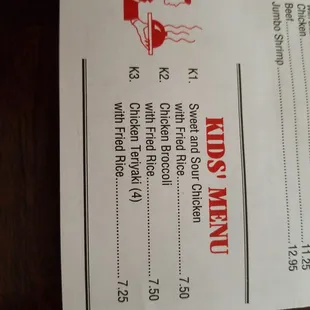 Chicken..............11.25
Beef..............12.95
Jumbo Shrimp
KIDS' MENU
K1. Sweet and Sour Chicken
with Fried Rice..............7.50
K2. Chicken Broccoli
with Fried Rice..............7.50
K3. Chicken Teriyaki (4)
with Fried Rice..............7.25